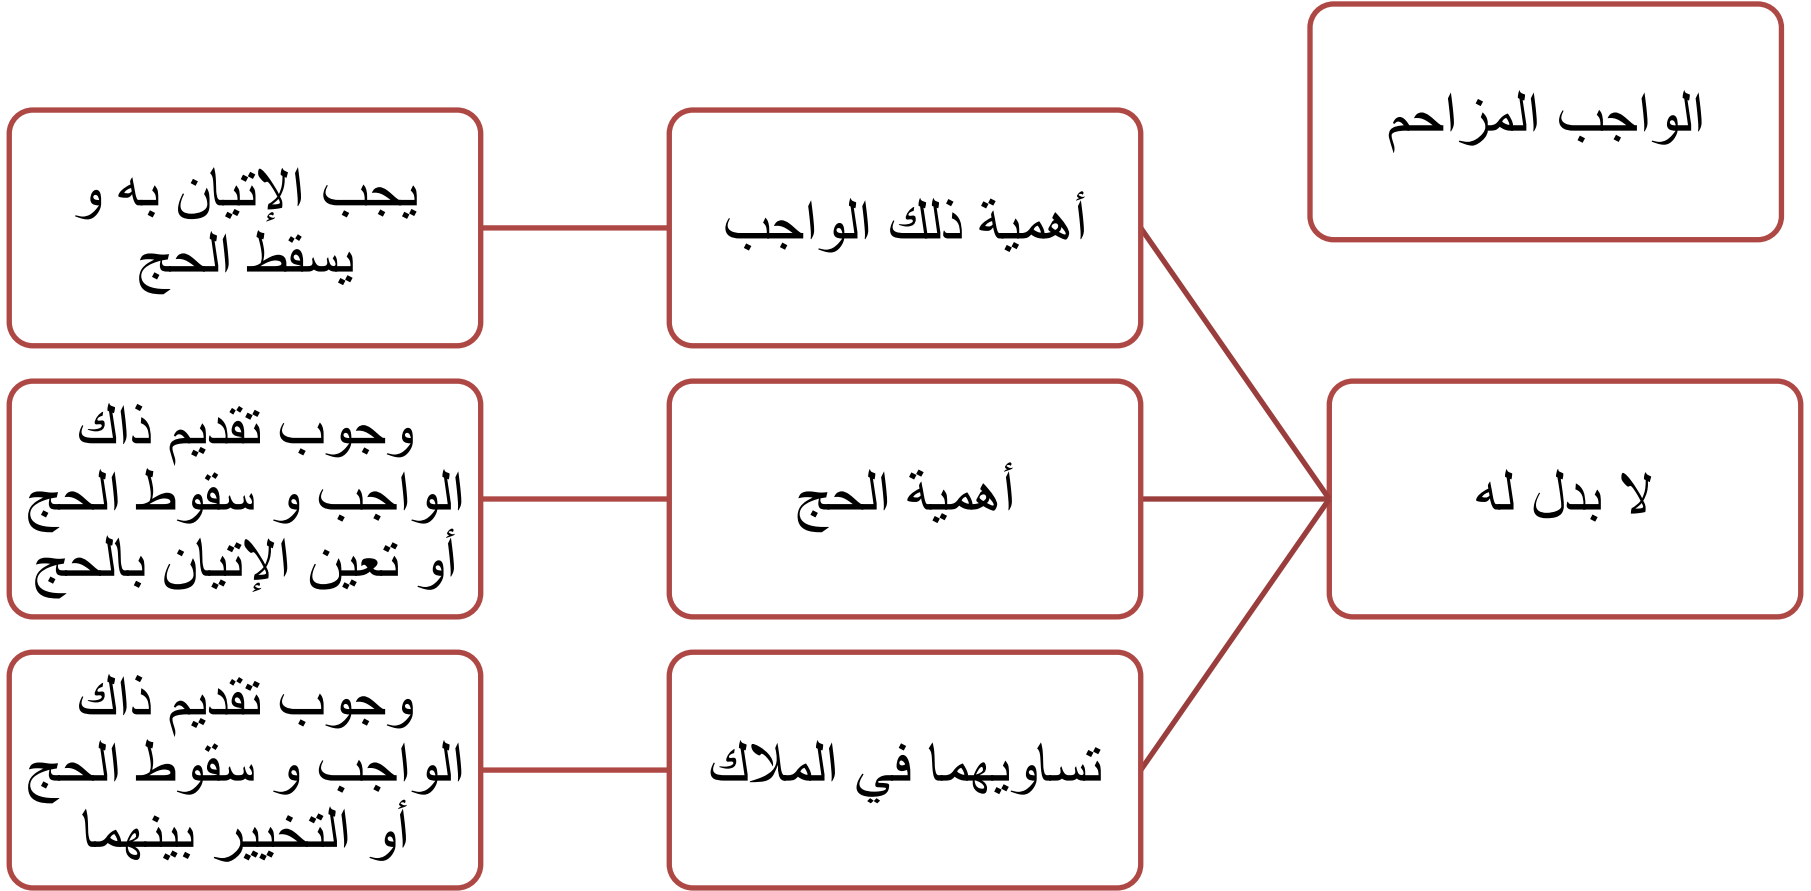 الواجب المزاحم
لا بدل له
أهمية ذلك الواجب
يجب الإتيان به و
يسقط الحج
أهمية الحج
وجوب تقديم ذاك
الواجب و سقوط الحج
أو تعين الإتيان بالحج
تساويهما في الملاك
وجوب تقديم ذاك
الواجب و سقوط الحج
أو التخيير بينهما